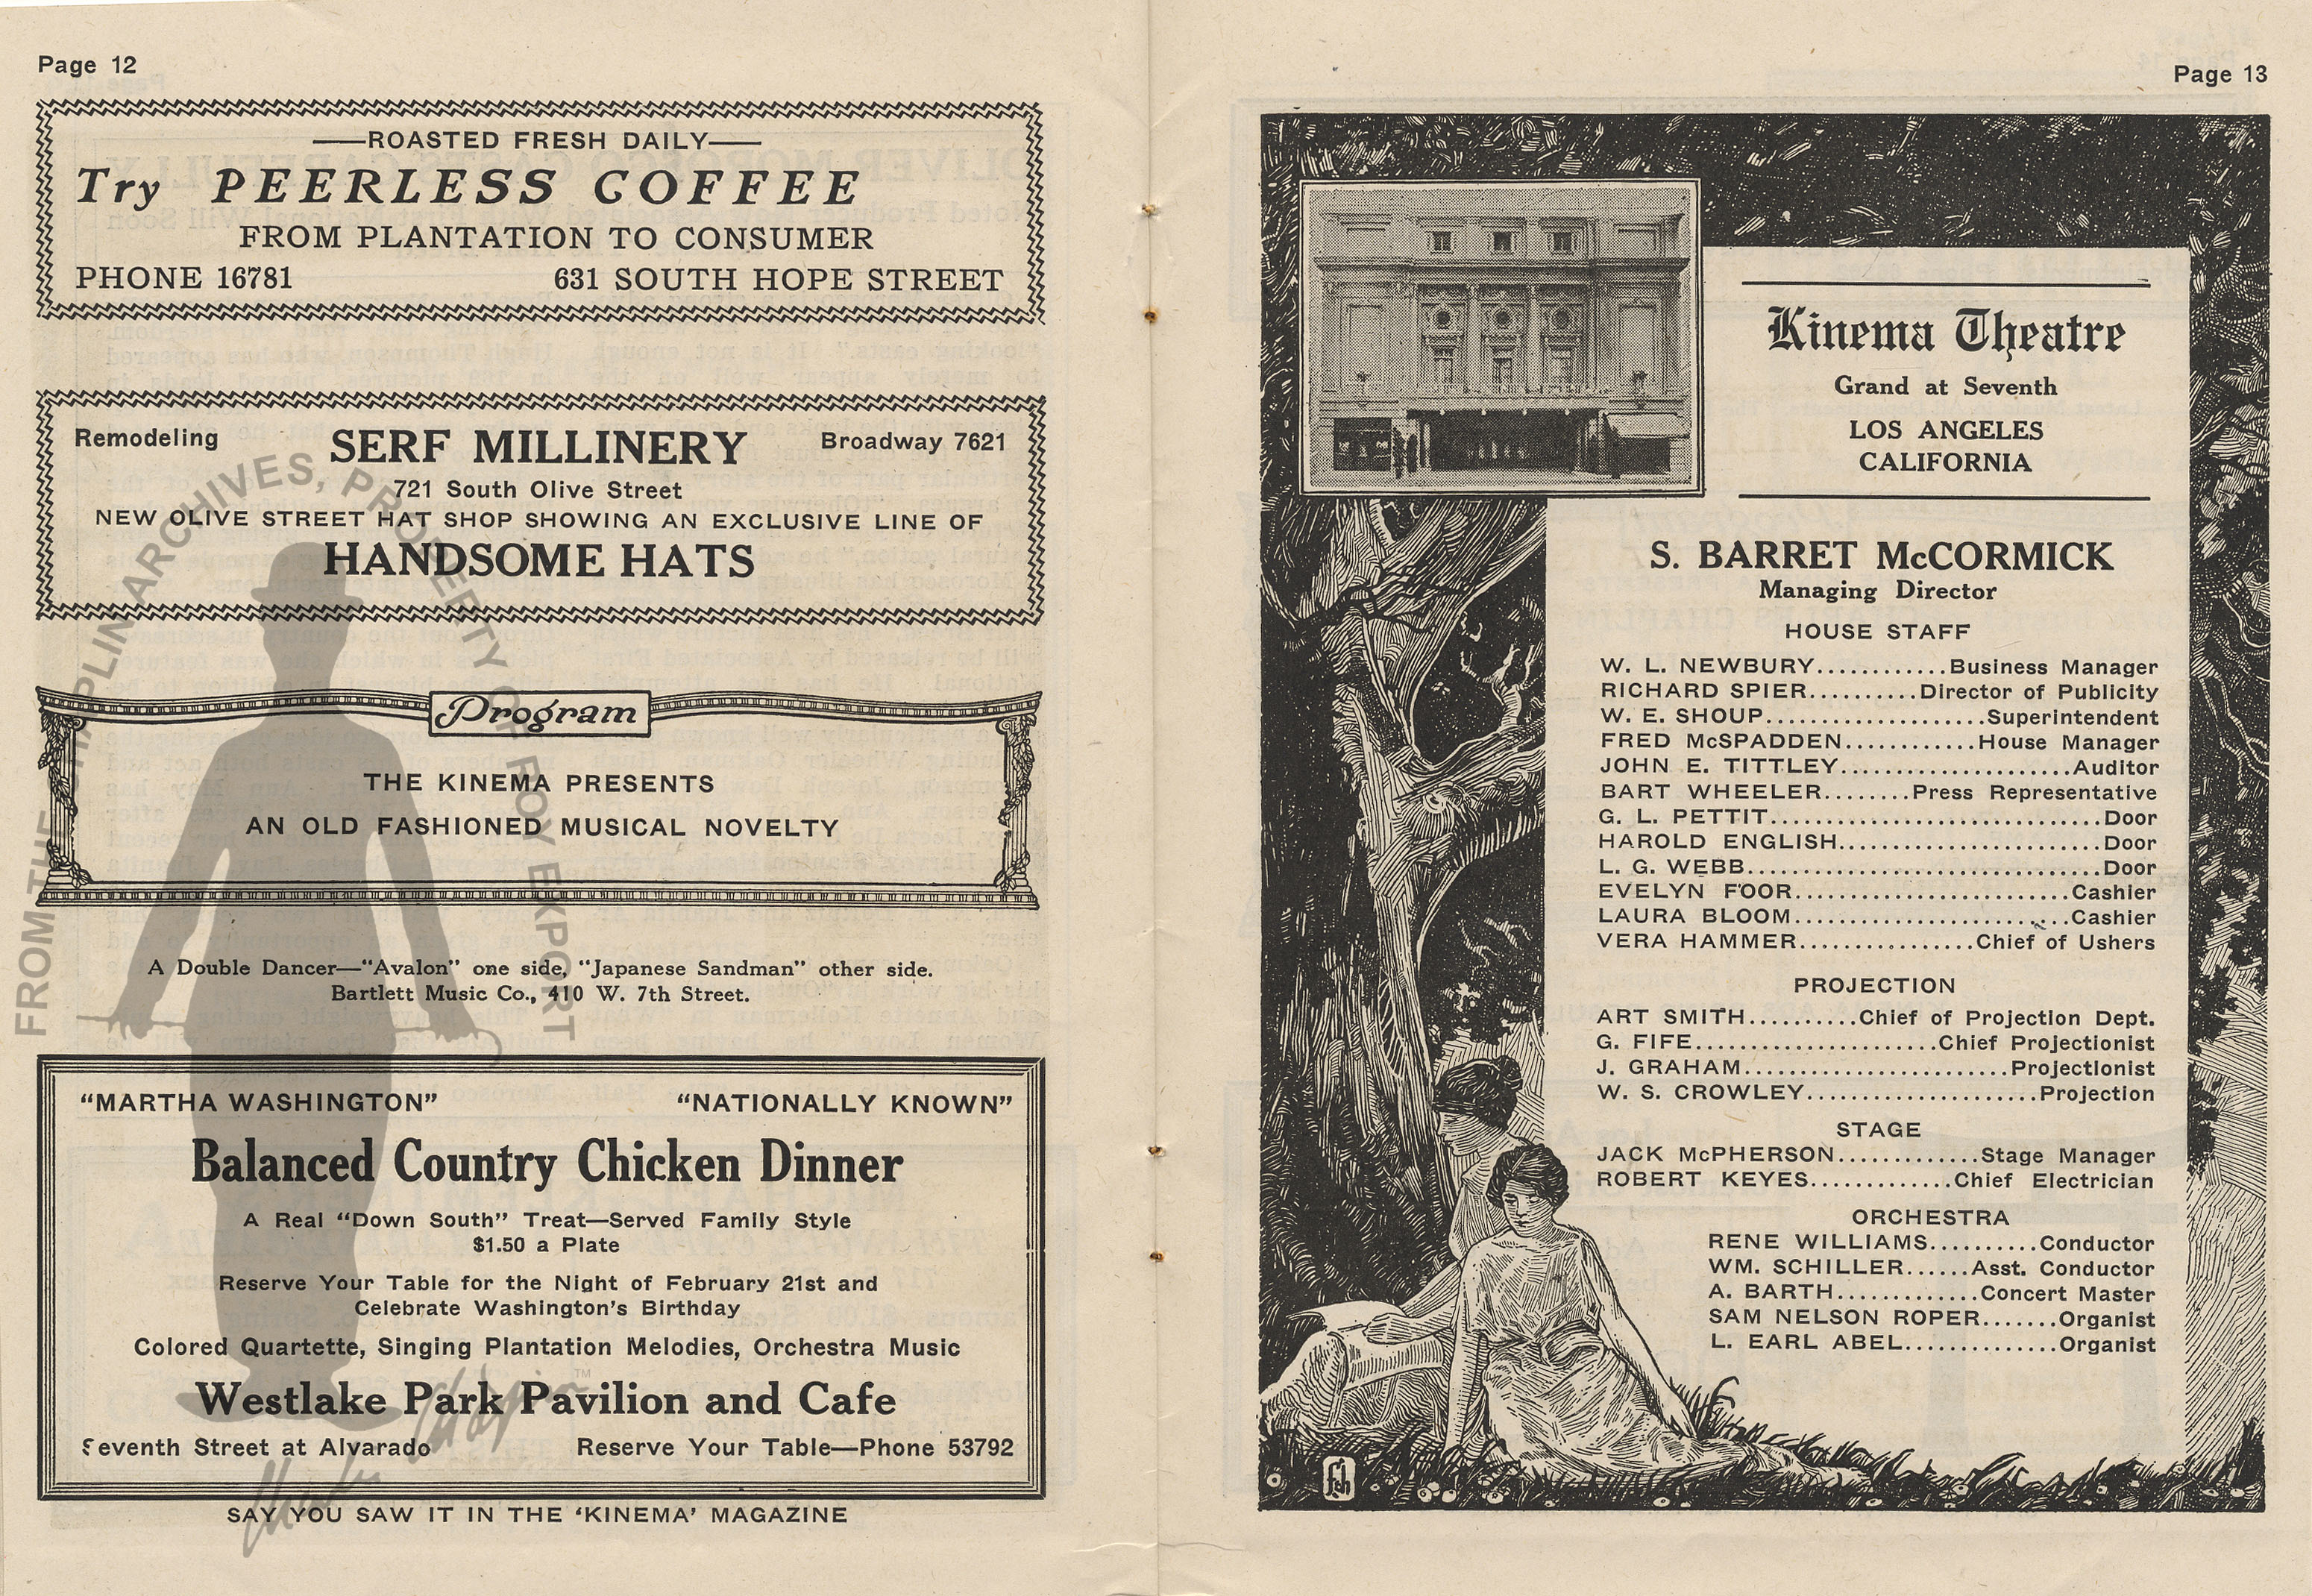 Page 12
ROASTED FRESH DAILY
Try PEERLESS COFFEE
FROM PLANTATION TO CONSUMER
PHONE 16781 631 SOUTH HOPE STREET
Remodeling SERF MILLINERY Broadway 7621
721 South Olive Street
NEW OLIVE STREET HAT SHOP SHOWING AN EXCLUSIVE LINE OF
HANDSOME HATS
Program
THE KINEMA PRESENTS
AN OLD FASHIONED MUSICAL NOVELTY
A Double Dancer—“Avalon” one side, “Japanese Sandman” other side.
Bartlett Music Co., 410 W. 7th Street.
“MARTHA WASHINGTON” “NATIONALLY KNOWN”
Balanced Country Chicken Dinner
A Real “Down South” Treat—Served Family Style
$1.50 a Plate
Reserve Your Table for the Night of February 21st and
Celebrate Washington’s Birthday
Colored Quartette, Singing Plantation Melodies, Orchestra Music
Westlake Park Pavilion and Cafe
Seventh Street at Alvarado Reserve Your Table—Phone 53792
SAY YOU SAW IT IN THE ‘KINEMA’ MAGAZINE
FROM THE CHAPLIN ARCHIVES, PROPERTY OF ROY EXPORT
Charles Chaplin™
Page 13
Kinema Theatre
Grand at Seventh
LOS ANGELES
CALIFORNIA
S. BARRET McCORMICK
Managing Director
HOUSE STAFF
W. L. NEWBURY............Business Manager
RICHARD SPIER..........Director of Publicity
W. E. SHOUP.....................Superintendent
FRED McSPADDEN............House Manager
JOHN E. TITTLEY......................Auditor
BART WHEELER........Press Representative
G. L. PETTIT................................Door
HAROLD ENGLISH.........................Door
L. G. WEBB..................................Door
EVELYN FOOR..........................Cashier
LAURA BLOOM..........................Cashier
VERA HAMMER................Chief of Ushers
PROJECTION
ART SMITH..........Chief of Projection Dept.
G. FIFE......................Chief Projectionist
J. GRAHAM.........................Projectionist
W. S. CROWLEY.....................Projection
STAGE
JACK McPHERSON............Stage Manager
ROBERT KEYES............Chief Electrician
ORCHESTRA
RENE WILLIAMS..........Conductor
WM. SCHILLER......Asst. Conductor
A. BARTH............Concert Master
SAM NELSON ROPER.......Organist
L. EARL ABEL.............Organist
fsh